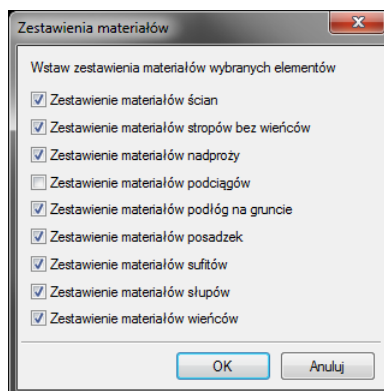 Zestawienia materiałów
Wstaw zestawienia materiałów wybranych elementów
Zestawienie materiałów ścian
Zestawienie materiałów stropów bez wieńców
Zestawienie materiałów nadproży
Zestawienie materiałów podciągów
Zestawienie materiałów podłóg na gruncie
Zestawienie materiałów posadzek
Zestawienie materiałów sufitów
Zestawienie materiałów słupów
Zestawienie materiałów wieńców
OK Anuluj